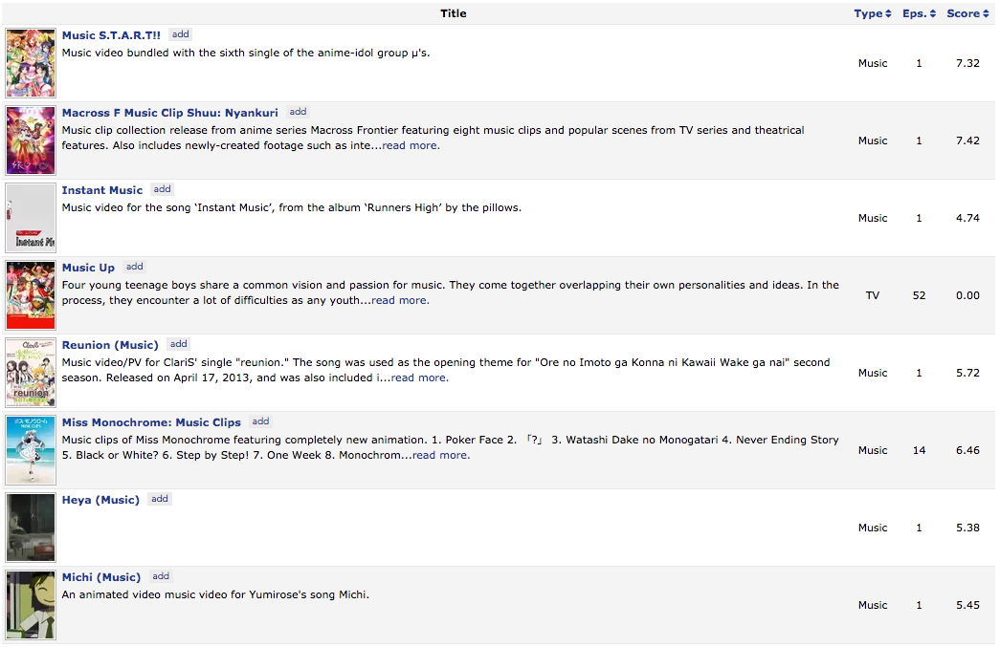 Title Type Eps. Score
Music S.T.A.R.T!! add
Music video bundled with the sixth single of the anime-idol group μ's.
Music 1 7.32
Macross F Music Clip Shuu: Nyankuri add
Music clip collection release from anime series Macross Frontier featuring eight music clips and popular scenes from TV series and theatrical
features. Also includes newly-created footage such as inte...read more.
Music 1 7.42
Instant Music add
Music video for the song ‘Instant Music’, from the album ‘Runners High’ by the pillows.
Music 1 4.74
Music Up add
Four young teenage boys share a common vision and passion for music. They come together overlapping their own personalities and ideas. In the
process, they encounter a lot of difficulties as any youth...read more.
TV 52 0.00
Reunion (Music) add
Music video/PV for ClariS' single "reunion." The song was used as the opening theme for "Ore no Imoto ga Konna ni Kawaii Wake ga nai" second
season. Released on April 17, 2013, and was also included i...read more.
Music 1 5.72
ClariS
reunion
Miss Monochrome: Music Clips add
Music clips of Miss Monochrome featuring completely new animation. 1. Poker Face 2. 「?」 3. Watashi Dake no Monogatari 4. Never Ending Story
5. Black or White? 6. Step by Step! 7. One Week 8. Monochrom...read more.
Music 14 6.46
Heya (Music) add
Music 1 5.38
Michi (Music) add
An animated video music video for Yumirose's song Michi.
Music 1 5.45